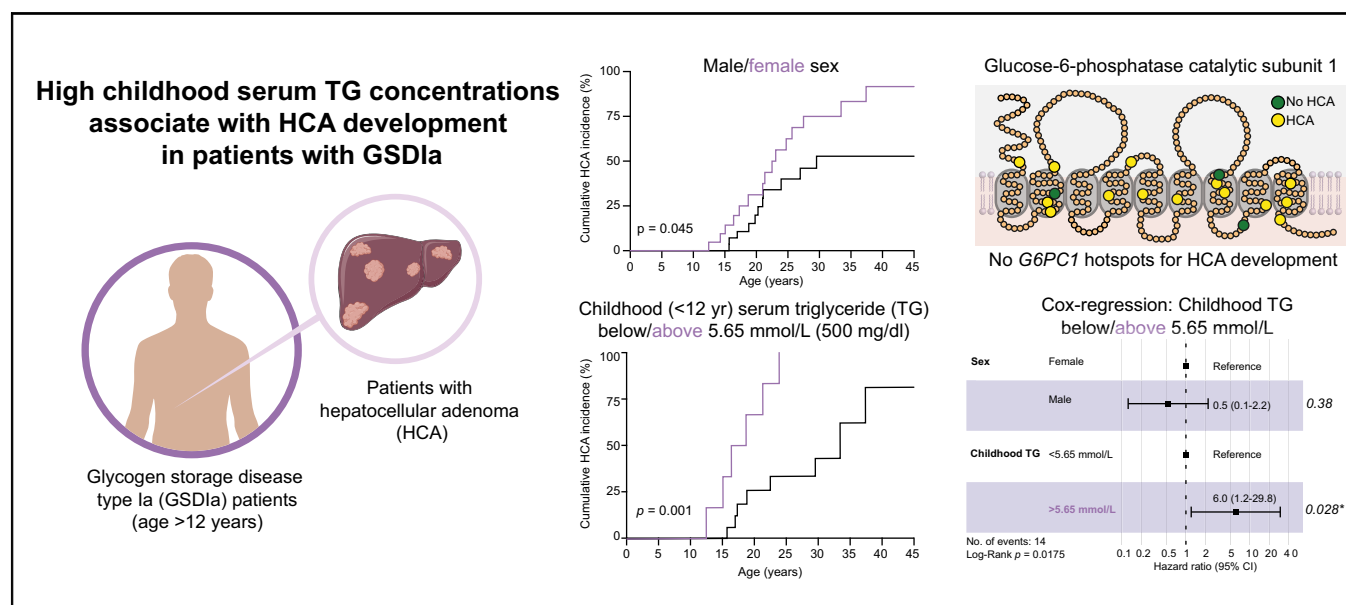 High childhood serum TG concentrations
associate with HCA development
in patients with GSDIa
Patients with
hepatocellular adenoma
(HCA)
Glycogen storage disease
type Ia (GSDIa) patients
(age >12 years)
Male/female sex
Cumulative HCA incidence (%)
100
75
50
25
0
p = 0.045
0 5 10 15 20 25 30 35 40 45
Age (years)
Childhood (<12 yr) serum triglyceride (TG)
below/above 5.65 mmol/L (500 mg/dl)
Cumulative HCA incidence (%)
100
75
50
25
0
p = 0.001
0 5 10 15 20 25 30 35 40 45
Age (years)
Glucose-6-phosphatase catalytic subunit 1
No HCA
HCA
No G6PC1 hotspots for HCA development
Cox-regression: Childhood TG
below/above 5.65 mmol/L
Sex Female Reference
Male 0.5 (0.1-2.2) 0.38
Childhood TG <5.65 mmol/L Reference
>5.65 mmol/L 6.0 (1.2-29.8) 0.028*
No. of events: 14
Log-Rank p = 0.0175
0.1 0.2 0.5 1 2 5 10 20 40
Hazard ratio (95% CI)